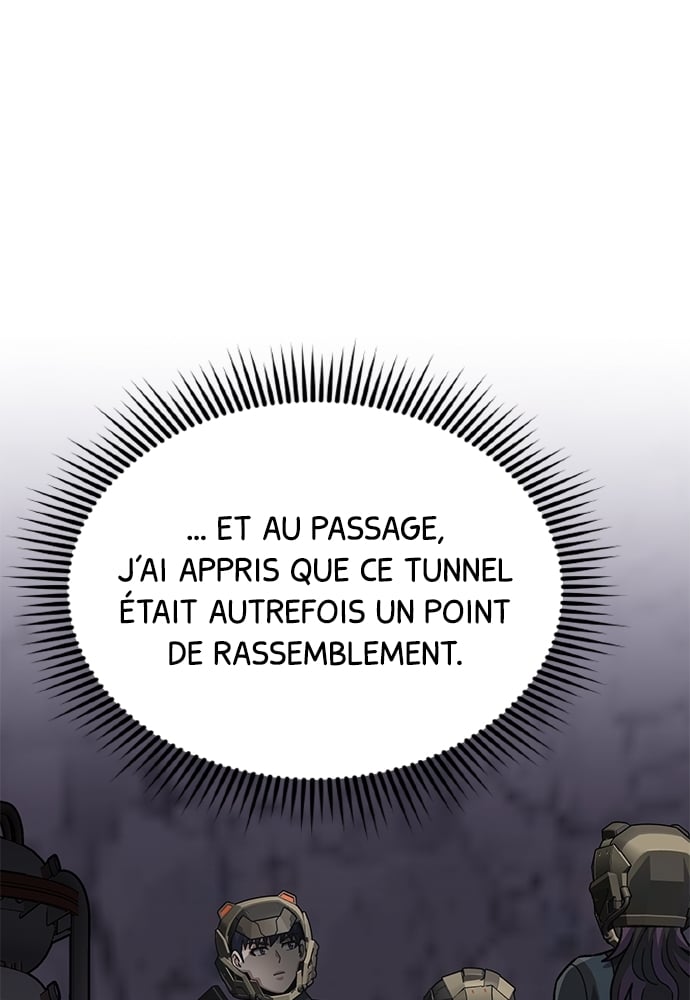 ... ET AU PASSAGE,
J'AI APPRIS QUE CE TUNNEL
ÉTAIT AUTREFOIS UN POINT
DE RASSEMBLEMENT.